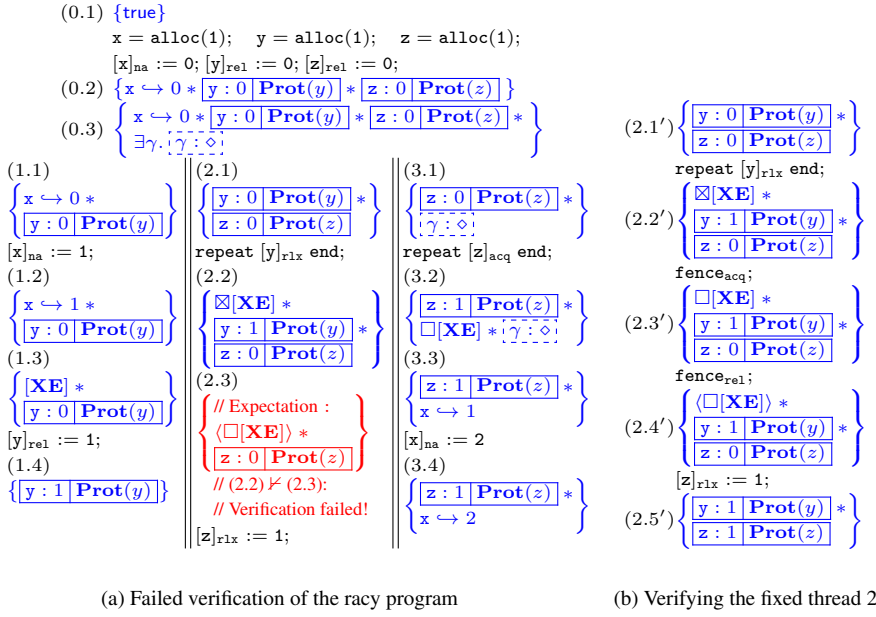 (0.1) {true}
x = alloc(1); y = alloc(1); z = alloc(1);
[x]na := 0; [y]rel := 0; [z]rel := 0;
(0.2) {x ↪ 0 * y : 0 | Prot(y) * z : 0 | Prot(z) }
(0.3) { x ↪ 0 * y : 0 | Prot(y) * z : 0 | Prot(z) *
∃γ. γ : ⋄ }
(1.1)
{ x ↪ 0 *
y : 0 | Prot(y) }
[x]na := 1;
(1.2)
{ x ↪ 1 *
y : 0 | Prot(y) }
(1.3)
{ [XE] *
y : 0 | Prot(y) }
[y]rel := 1;
(1.4)
{ y : 1 | Prot(y) }
(2.1)
{ y : 0 | Prot(y) *
z : 0 | Prot(z) }
repeat [y]rlx end;
(2.2)
{ ⊠[XE] *
y : 1 | Prot(y) *
z : 0 | Prot(z) }
(2.3)
{ // Expectation :
⟨□[XE]⟩ *
z : 0 | Prot(z) }
// (2.2) ⊬ (2.3):
// Verification failed!
[z]rlx := 1;
(3.1)
{ z : 0 | Prot(z) *
γ : ⋄ }
repeat [z]acq end;
(3.2)
{ z : 1 | Prot(z) *
□[XE] * γ : ⋄ }
(3.3)
{ z : 1 | Prot(z) *
x ↪ 1 }
[x]na := 2
(3.4)
{ z : 1 | Prot(z) *
x ↪ 2 }
(a) Failed verification of the racy program
(2.1′) { y : 0 | Prot(y) *
z : 0 | Prot(z) }
repeat [y]rlx end;
(2.2′) { ⊠[XE] *
y : 1 | Prot(y) *
z : 0 | Prot(z) }
fenceacq;
(2.3′) { □[XE] *
y : 1 | Prot(y) *
z : 0 | Prot(z) }
fencerel;
(2.4′) { ⟨□[XE]⟩ *
y : 1 | Prot(y) *
z : 0 | Prot(z) }
[z]rlx := 1;
(2.5′) { y : 1 | Prot(y) *
z : 1 | Prot(z) }
(b) Verifying the fixed thread 2